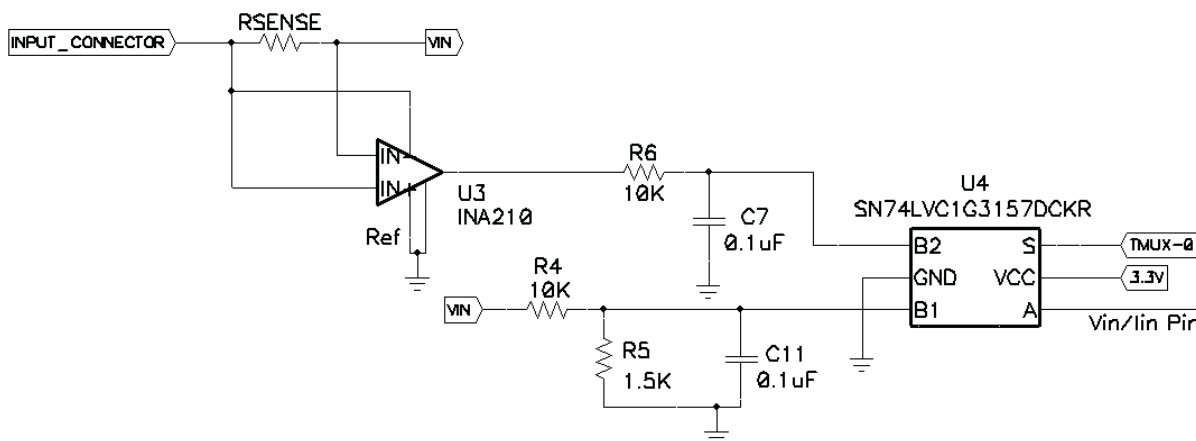 RSENSE
INPUT_CONNECTOR
VIN
IN-
IN+
U3
INA210
Ref
R6
10K
C7
0.1uF
U4
SN74LVC1G3157DCKR
B2
S
TMUX-0
GND
VCC
3.3V
B1
A
Vin/Iin Pin
R4
10K
VIN
R5
1.5K
C11
0.1uF